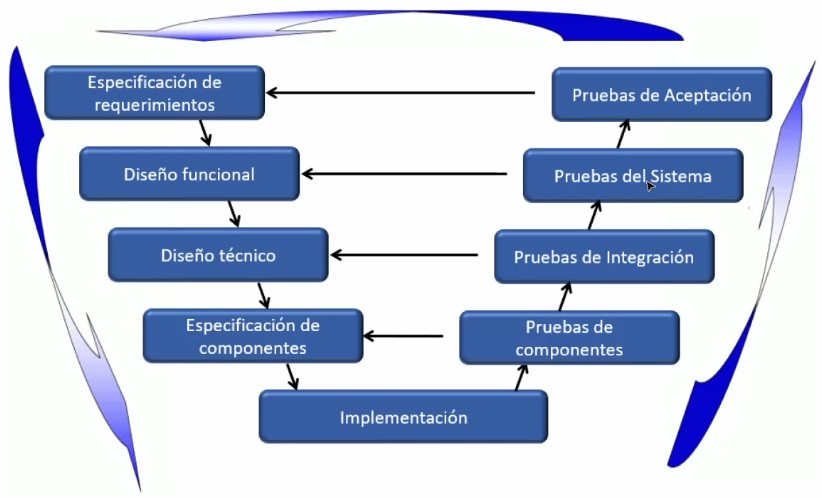 Especificación de
requerimientos
Pruebas de Aceptación
Diseño funcional
Pruebas del Sistema
Diseño técnico
Pruebas de Integración
Especificación de
componentes
Pruebas de
componentes
Implementación